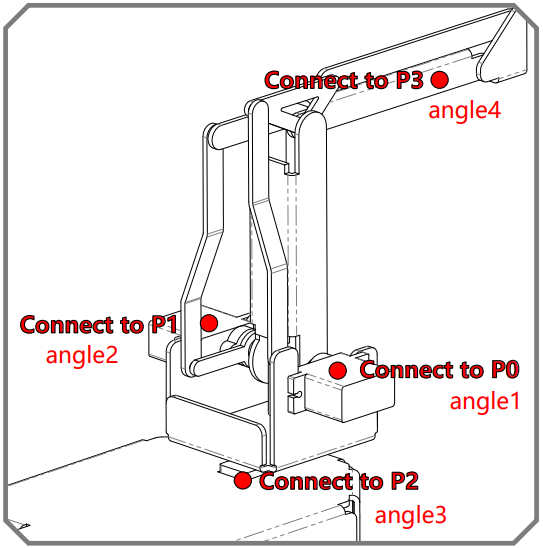 Connect to P3
angle4
Connect to P1
angle2
Connect to P0
angle1
Connect to P2
angle3